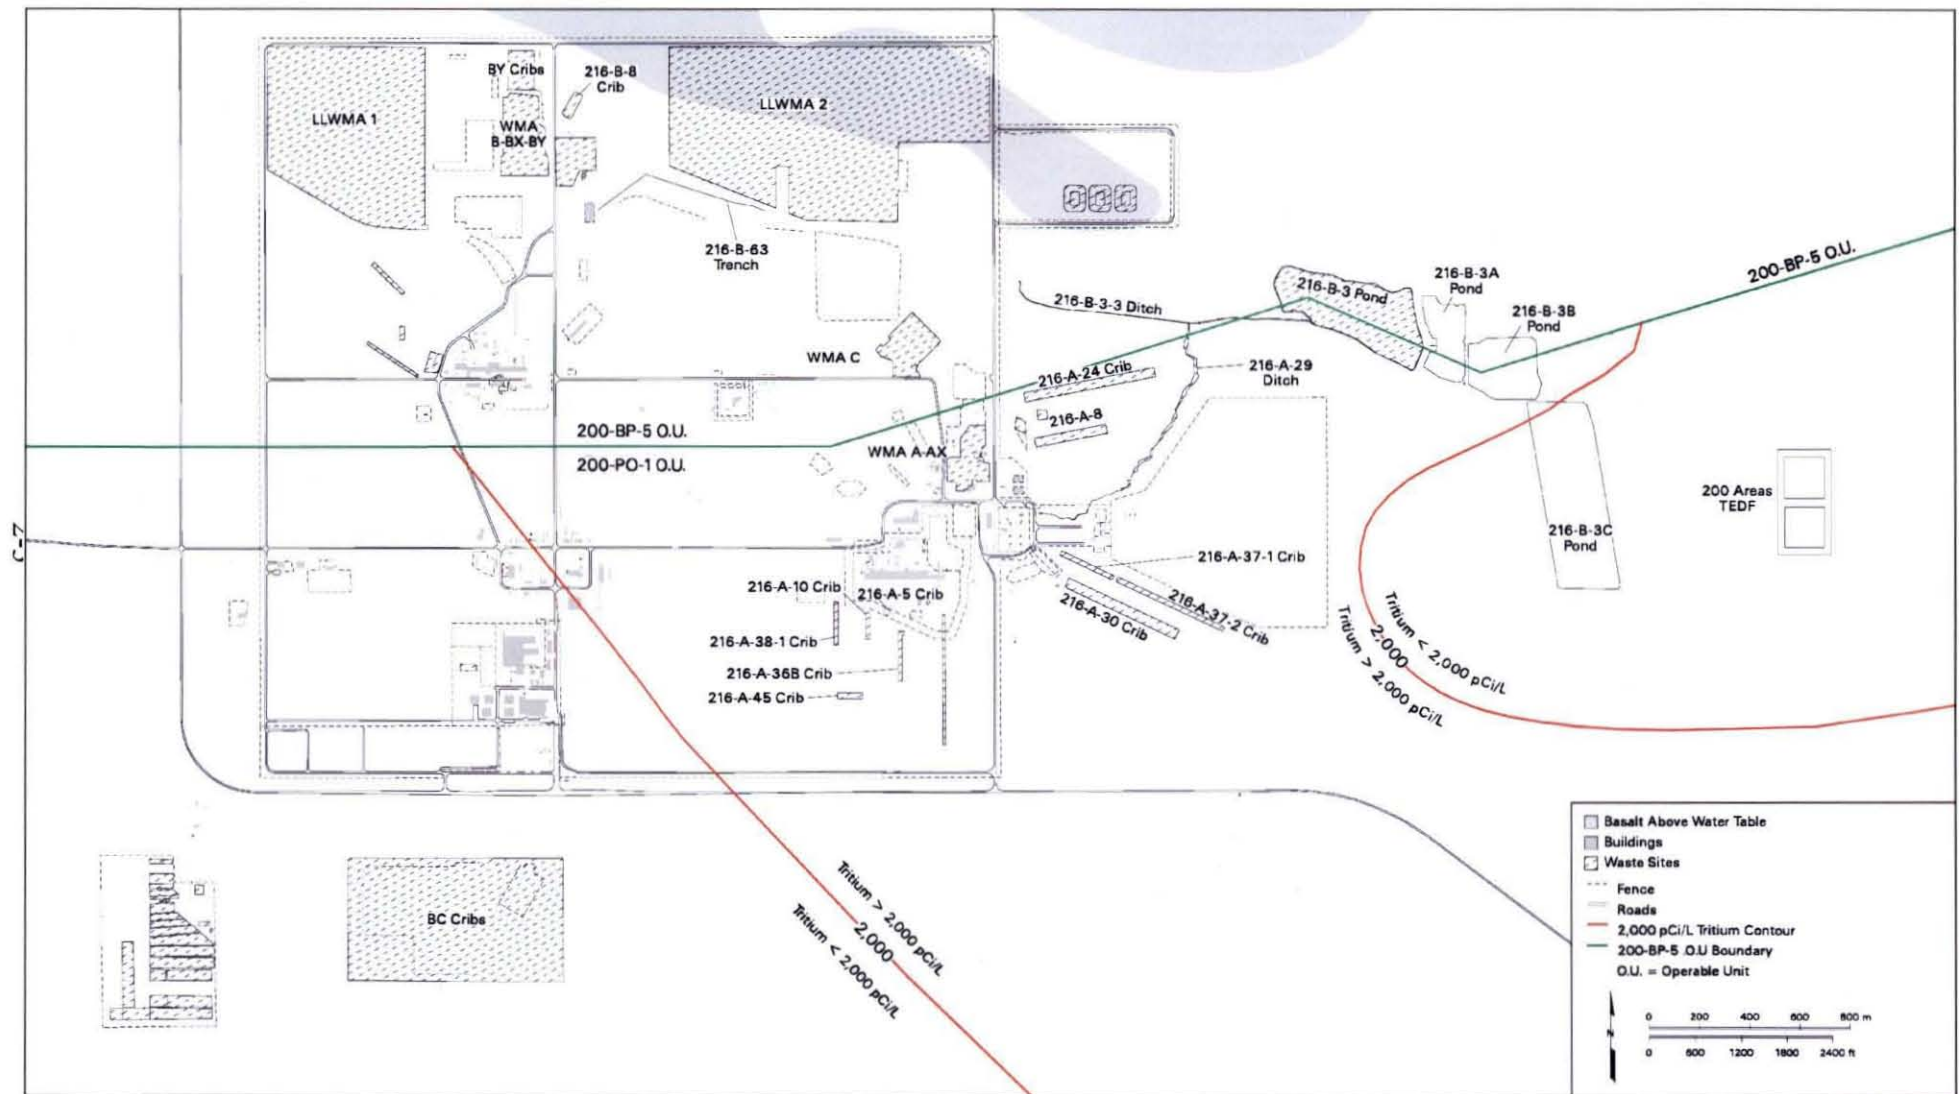 BY Cribs
216-B-8
Crib
LLWMA 1
WMA
B-BX-BY
LLWMA 2
216-B-63
Trench
216-B-3-3 Ditch
216-B-3 Pond
216-B-3A
Pond
216-B-3B
Pond
200-BP-5 O.U.
WMA C
216-A-24 Crib
216-A-29
Ditch
216-A-8
200-BP-5 O.U.
200-PO-1 O.U.
WMA A-AX
200 Areas
TEDF
216-B-3C
Pond
C-7
216-A-37-1 Crib
216-A-10 Crib
216-A-5 Crib
216-A-37-2 Crib
216-A-30 Crib
216-A-38-1 Crib
216-A-36B Crib
216-A-45 Crib
Tritium < 2,000 pCi/L
2,000
Tritium > 2,000 pCi/L
Tritium > 2,000 pCi/L
2,000
Tritium < 2,000 pCi/L
BC Cribs
Basalt Above Water Table
Buildings
Waste Sites
Fence
Roads
2,000 pCi/L Tritium Contour
200-BP-5 O.U Boundary
O.U. = Operable Unit
N
0 200 400 600 800 m
0 600 1200 1800 2400 ft